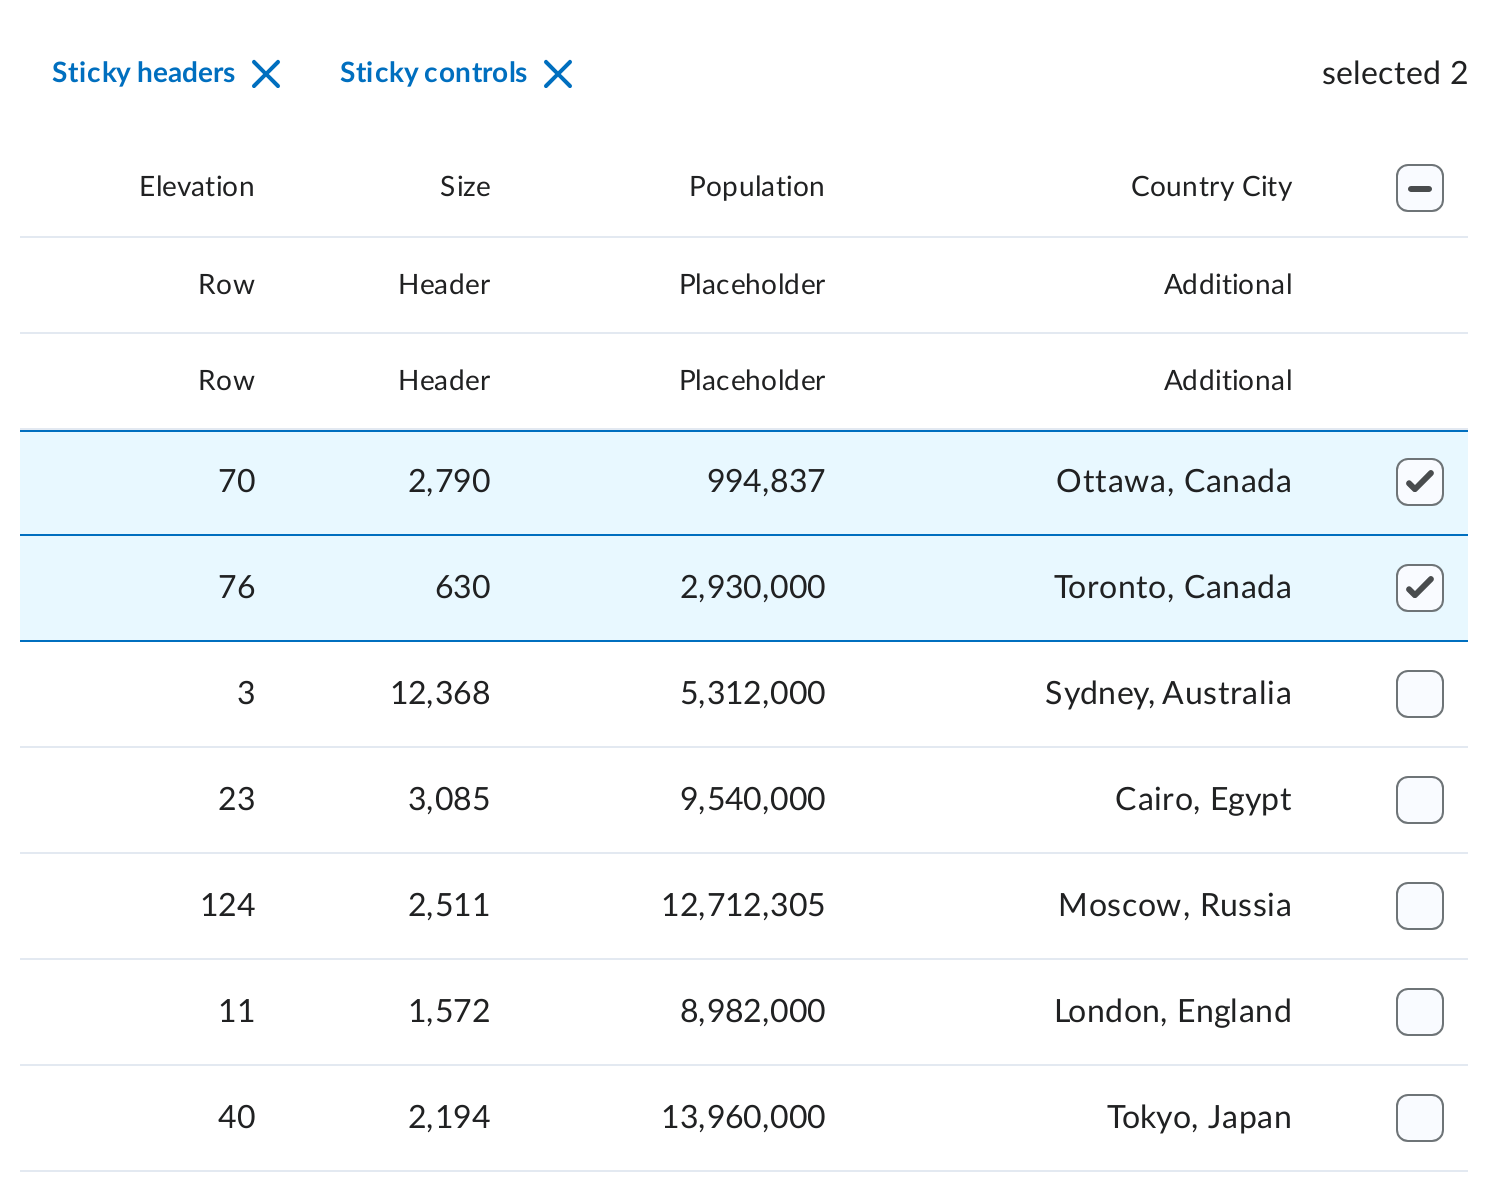 Sticky headers Sticky controls selected 2
Elevation Size Population Country City
Row Header Placeholder Additional
Row Header Placeholder Additional
70 2,790 994,837 Ottawa, Canada
76 630 2,930,000 Toronto, Canada
3 12,368 5,312,000 Sydney, Australia
23 3,085 9,540,000 Cairo, Egypt
124 2,511 12,712,305 Moscow, Russia
11 1,572 8,982,000 London, England
40 2,194 13,960,000 Tokyo, Japan